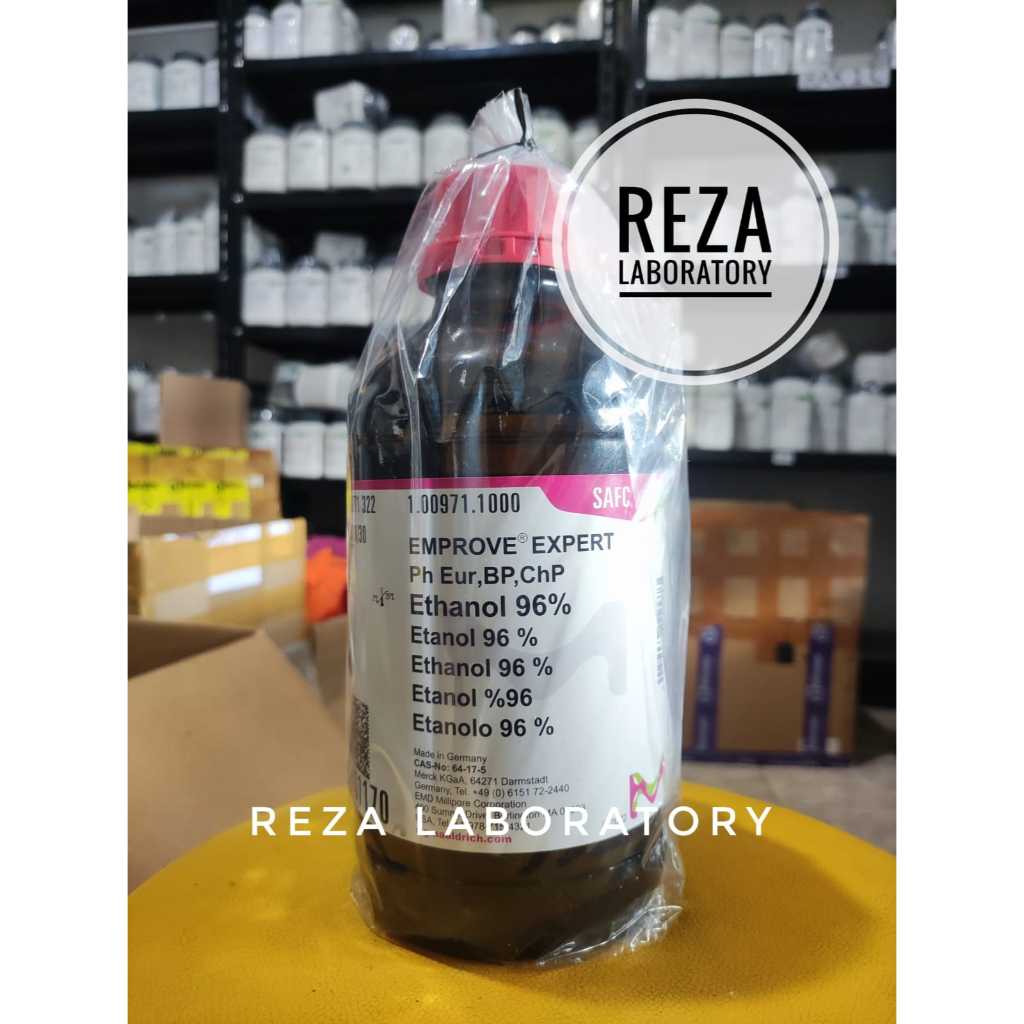 REZA
LABORATORY
1.00971.1000
SAFC
EMPROVE® EXPERT
Ph Eur,BP,ChP
Ethanol 96%
Etanol 96 %
Ethanol 96 %
Etanol %96
Etanolo 96 %
Made in Germany
CAS-No: 64-17-5
Merck KGaA, 64271 Darmstadt
Germany, Tel. +49 (0) 6151 72-2440
EMD Millipore Corporation
REZA LABORATORY